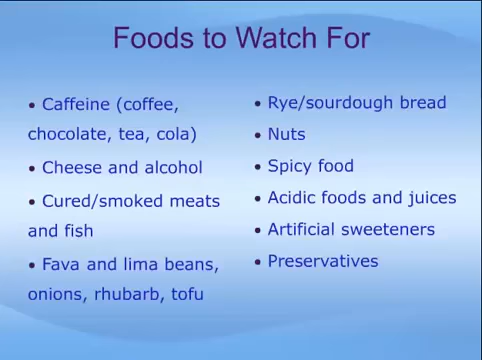 Foods to Watch For
• Caffeine (coffee,
chocolate, tea, cola)
• Cheese and alcohol
• Cured/smoked meats
and fish
• Fava and lima beans,
onions, rhubarb, tofu
• Rye/sourdough bread
• Nuts
• Spicy food
• Acidic foods and juices
• Artificial sweeteners
• Preservatives